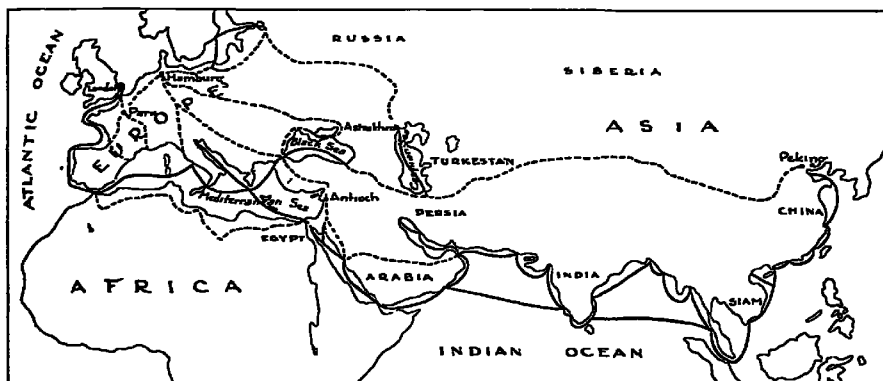 ATLANTIC OCEAN
RUSSIA
SIBERIA
ASIA
EUROPE
London
Hamburg
Paris
Astrakhan
Black Sea
Caspian
TURKESTAN
Peking
CHINA
Mediterranean Sea
Antioch
PERSIA
EGYPT
ARABIA
INDIA
SIAM
AFRICA
INDIAN OCEAN